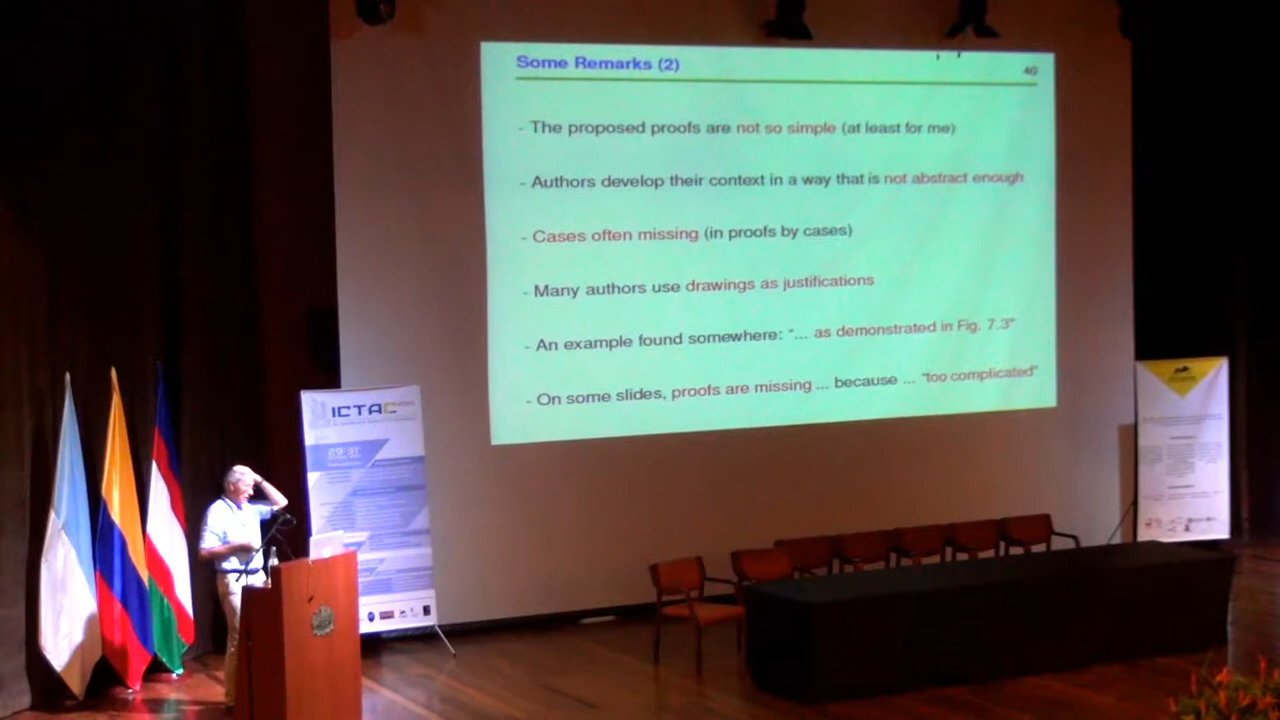 Some Remarks (2)
40
- The proposed proofs are not so simple (at least for me)
- Authors develop their context in a way that is not abstract enough
- Cases often missing (in proofs by cases)
- Many authors use drawings as justifications
- An example found somewhere: "... as demonstrated in Fig. 7.3"
- On some slides, proofs are missing ... because ... "too complicated"
ICTAC
29-31